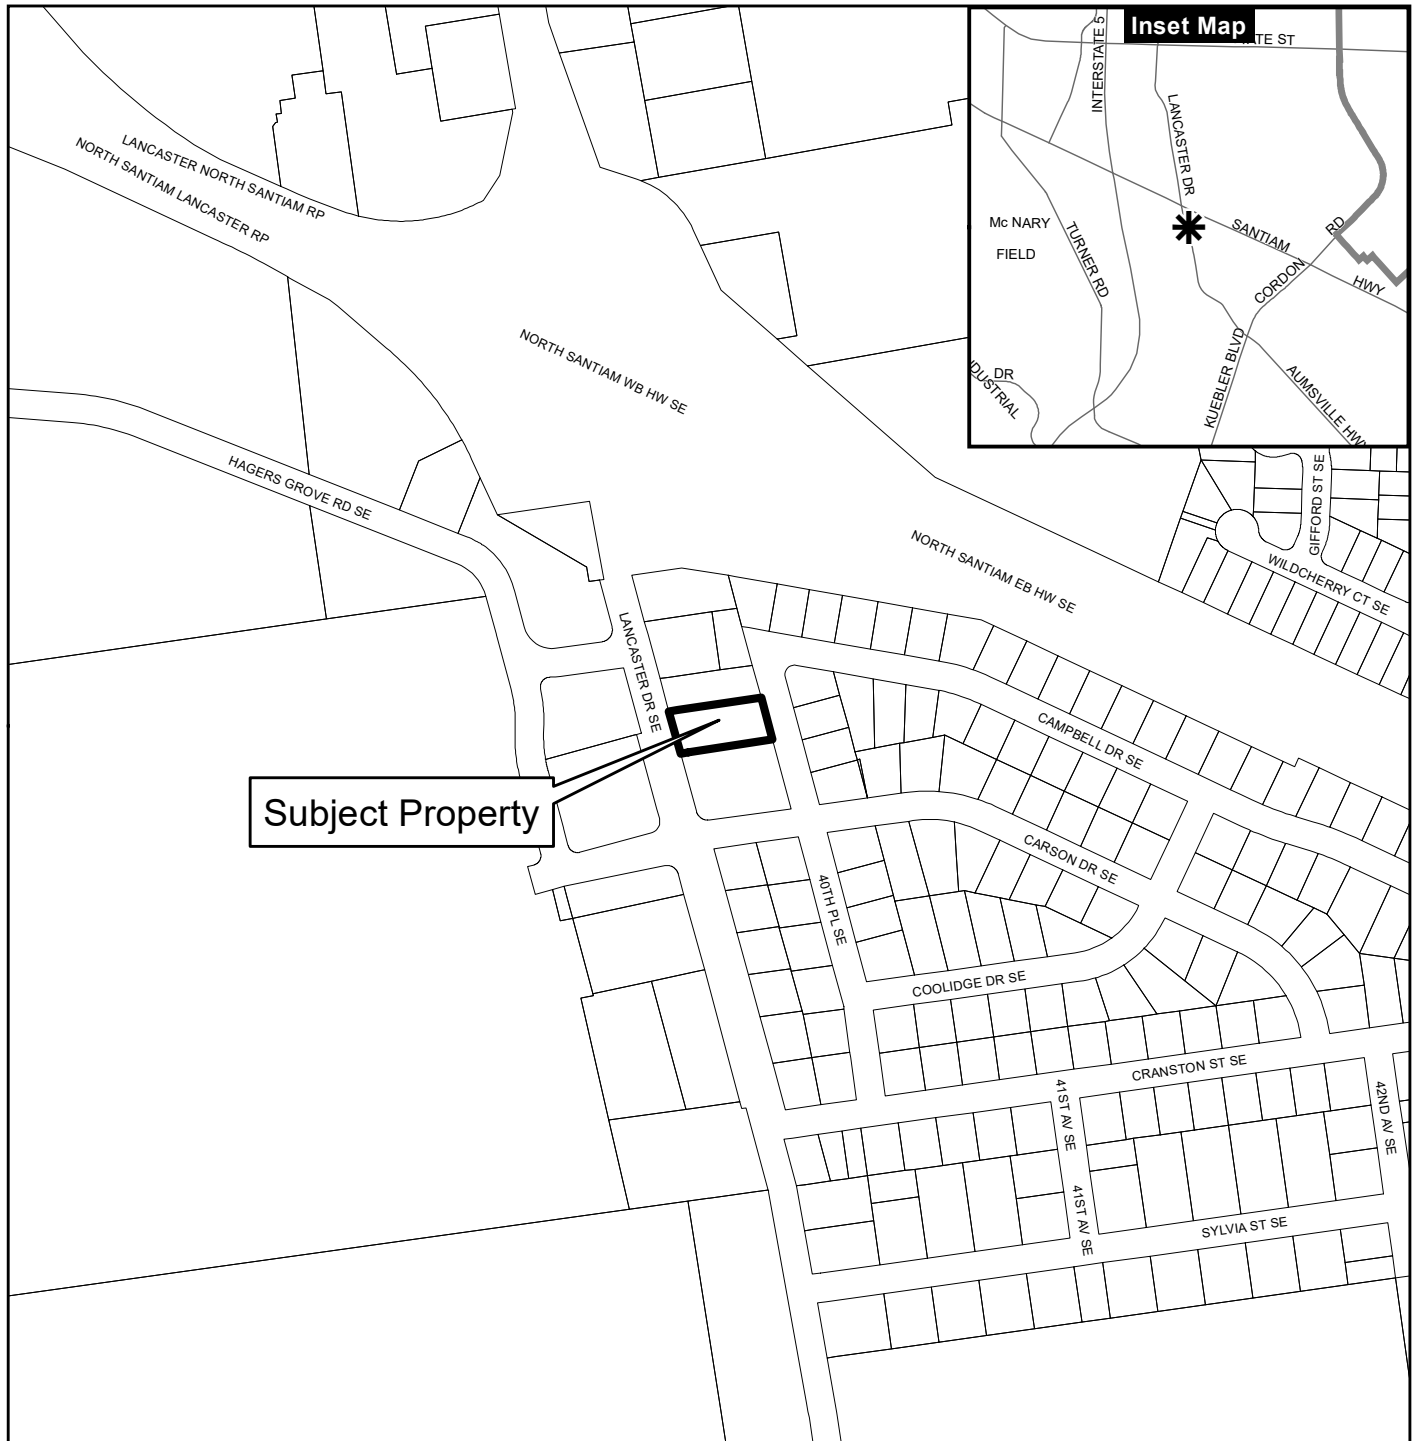 Inset Map
ATE ST
INTERSTATE 5
LANCASTER DR
Mc NARY
FIELD
TURNER RD
SANTIAM
HWY
CORDON
RD
KUEBLER BLVD
AUMSVILLE HWY
DR
NDUSTRIAL
LANCASTER NORTH SANTIAM RP
NORTH SANTIAM LANCASTER RP
NORTH SANTIAM WB HW SE
HAGERS GROVE RD SE
GIFFORD ST SE
WILDCHERRY CT SE
NORTH SANTIAM EB HW SE
LANCASTER DR SE
CAMPBELL DR SE
Subject Property
CARSON DR SE
40TH PL SE
COOLIDGE DR SE
CRANSTON ST SE
41ST AV SE
42ND AV SE
41ST AV SE
SYLVIA ST SE